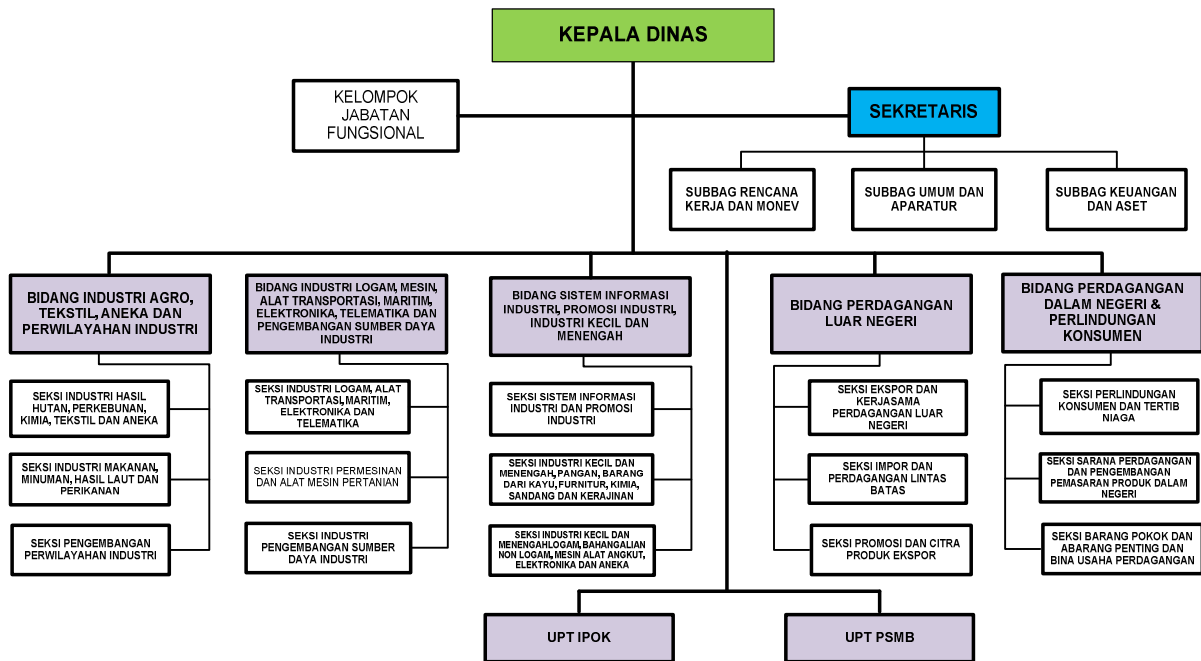 KEPALA DINAS
KELOMPOK
JABATAN
FUNGSIONAL
SEKRETARIS
SUBBAG RENCANA
KERJA DAN MONEV
SUBBAG UMUM DAN
APARATUR
SUBBAG KEUANGAN
DAN ASET
BIDANG INDUSTRI AGRO,
TEKSTIL, ANEKA DAN
PERWILAYAHAN INDUSTRI
BIDANG INDUSTRI LOGAM, MESIN,
ALAT TRANSPORTASI, MARITIM,
ELEKTRONIKA, TELEMATIKA DAN
PENGEMBANGAN SUMBER DAYA
INDUSTRI
BIDANG SISTEM INFORMASI
INDUSTRI, PROMOSI INDUSTRI,
INDUSTRI KECIL DAN
MENENGAH
BIDANG PERDAGANGAN
LUAR NEGERI
BIDANG PERDAGANGAN
DALAM NEGERI &
PERLINDUNGAN
KONSUMEN
SEKSI INDUSTRI HASIL
HUTAN, PERKEBUNAN,
KIMIA, TEKSTIL DAN ANEKA
SEKSI INDUSTRI LOGAM, ALAT
TRANSPORTASI, MARITIM,
ELEKTRONIKA DAN
TELEMATIKA
SEKSI SISTEM INFORMASI
INDUSTRI DAN PROMOSI
INDUSTRI
SEKSI EKSPOR DAN
KERJASAMA
PERDAGANGAN LUAR
NEGERI
SEKSI PERLINDUNGAN
KONSUMEN DAN TERTIB
NIAGA
SEKSI INDUSTRI MAKANAN,
MINUMAN, HASIL LAUT DAN
PERIKANAN
SEKSI INDUSTRI PERMESINAN
DAN ALAT MESIN PERTANIAN
SEKSI INDUSTRI KECIL DAN
MENENGAH, PANGAN, BARANG
DARI KAYU, FURNITUR, KIMIA,
SANDANG DAN KERAJINAN
SEKSI IMPOR DAN
PERDAGANGAN LINTAS
BATAS
SEKSI SARANA PERDAGANGAN
DAN PENGEMBANGAN
PEMASARAN PRODUK DALAM
NEGERI
SEKSI PENGEMBANGAN
PERWILAYAHAN INDUSTRI
SEKSI INDUSTRI
PENGEMBANGAN SUMBER
DAYA INDUSTRI
SEKSI INDUSTRI KECIL DAN
MENENGAHLOGAM, BAHANGALIAN
NON LOGAM, MESIN ALAT ANGKUT,
ELEKTRONIKA DAN ANEKA
SEKSI PROMOSI DAN CITRA
PRODUK EKSPOR
SEKSI BARANG POKOK DAN
ABARANG PENTING DAN
BINA USAHA PERDAGANGAN
UPT IPOK
UPT PSMB